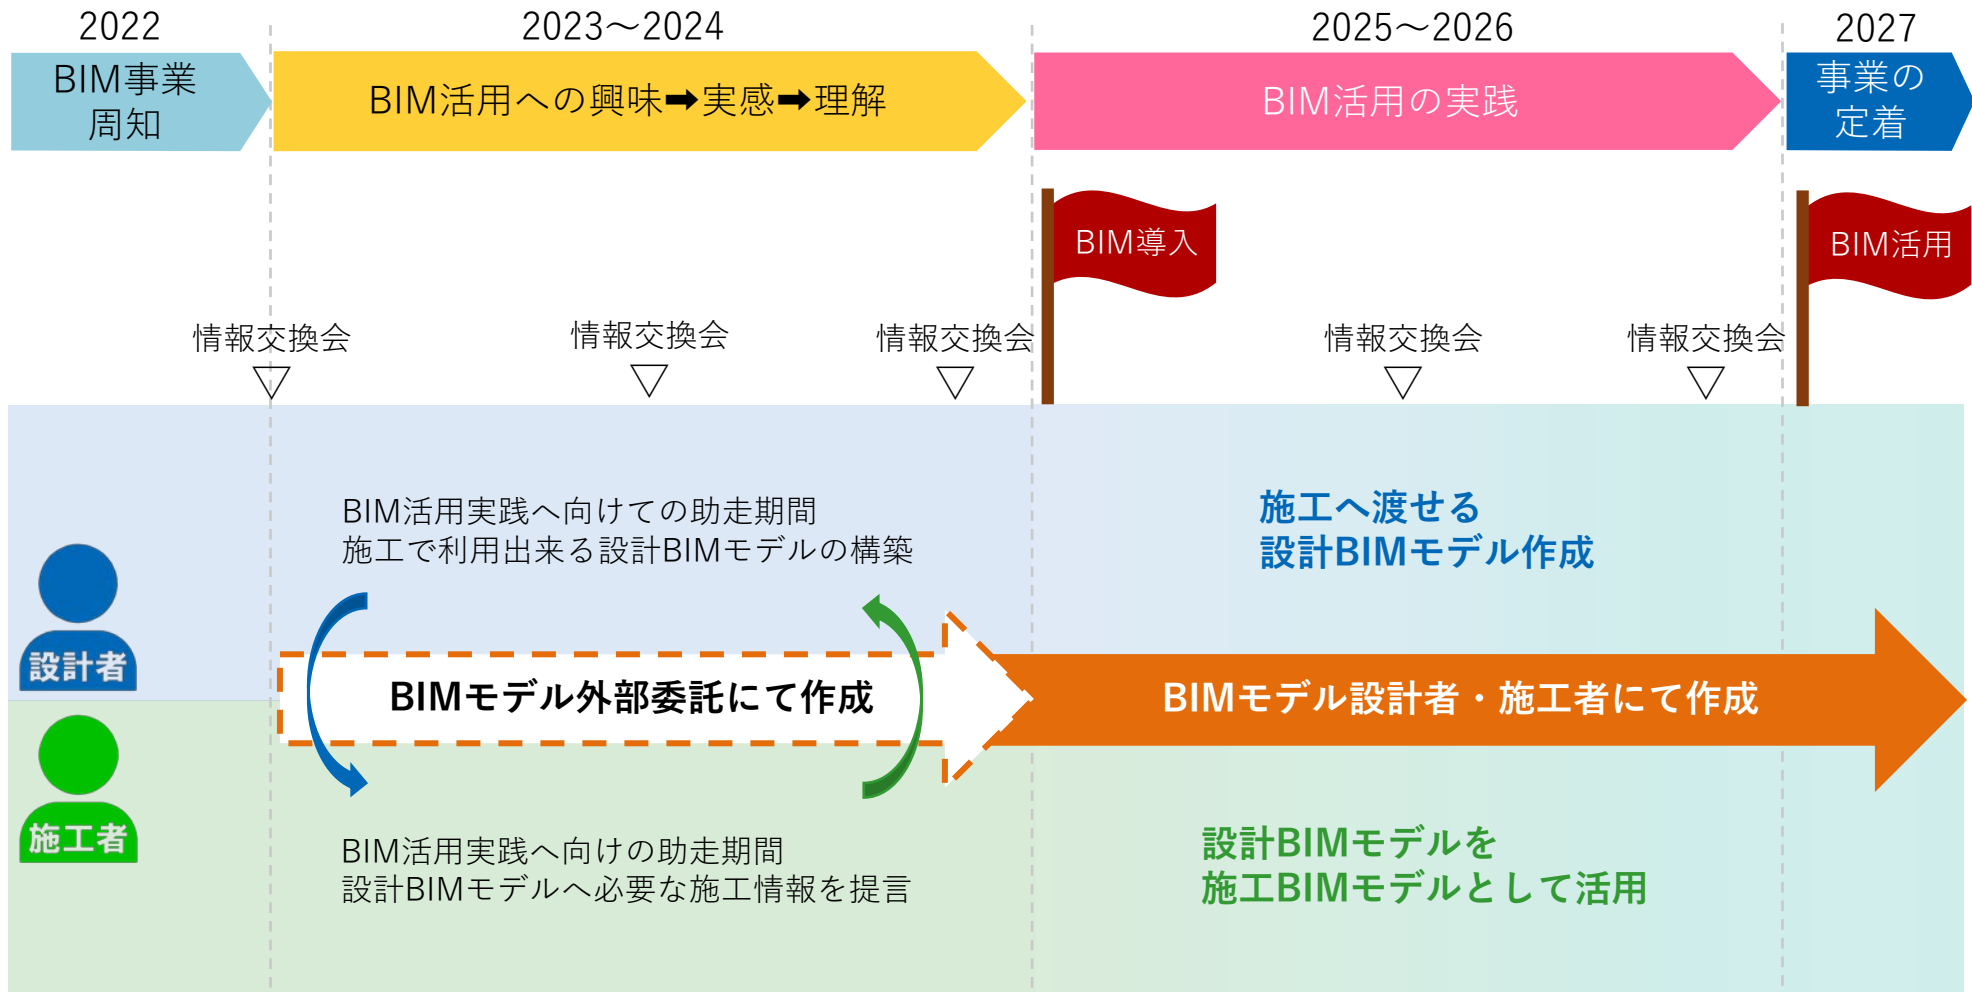 2022
2023～2024
2025～2026
2027
BIM事業
周知
BIM活用への興味➡実感➡理解
BIM活用の実践
事業の
定着
BIM導入
BIM活用
情報交換会
情報交換会
情報交換会
情報交換会
情報交換会
BIM活用実践へ向けての助走期間
施工で利用出来る設計BIMモデルの構築
施工へ渡せる
設計BIMモデル作成
設計者
BIMモデル外部委託にて作成
BIMモデル設計者・施工者にて作成
施工者
BIM活用実践へ向けの助走期間
設計BIMモデルへ必要な施工情報を提言
設計BIMモデルを
施工BIMモデルとして活用